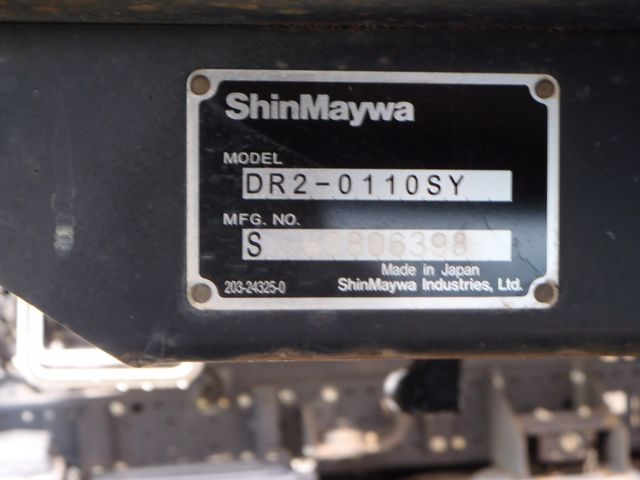 ShinMaywa
MODEL
DR2-0110SY
MFG. NO.
S
Made in Japan
203-24325-0
ShinMaywa Industries, Ltd.